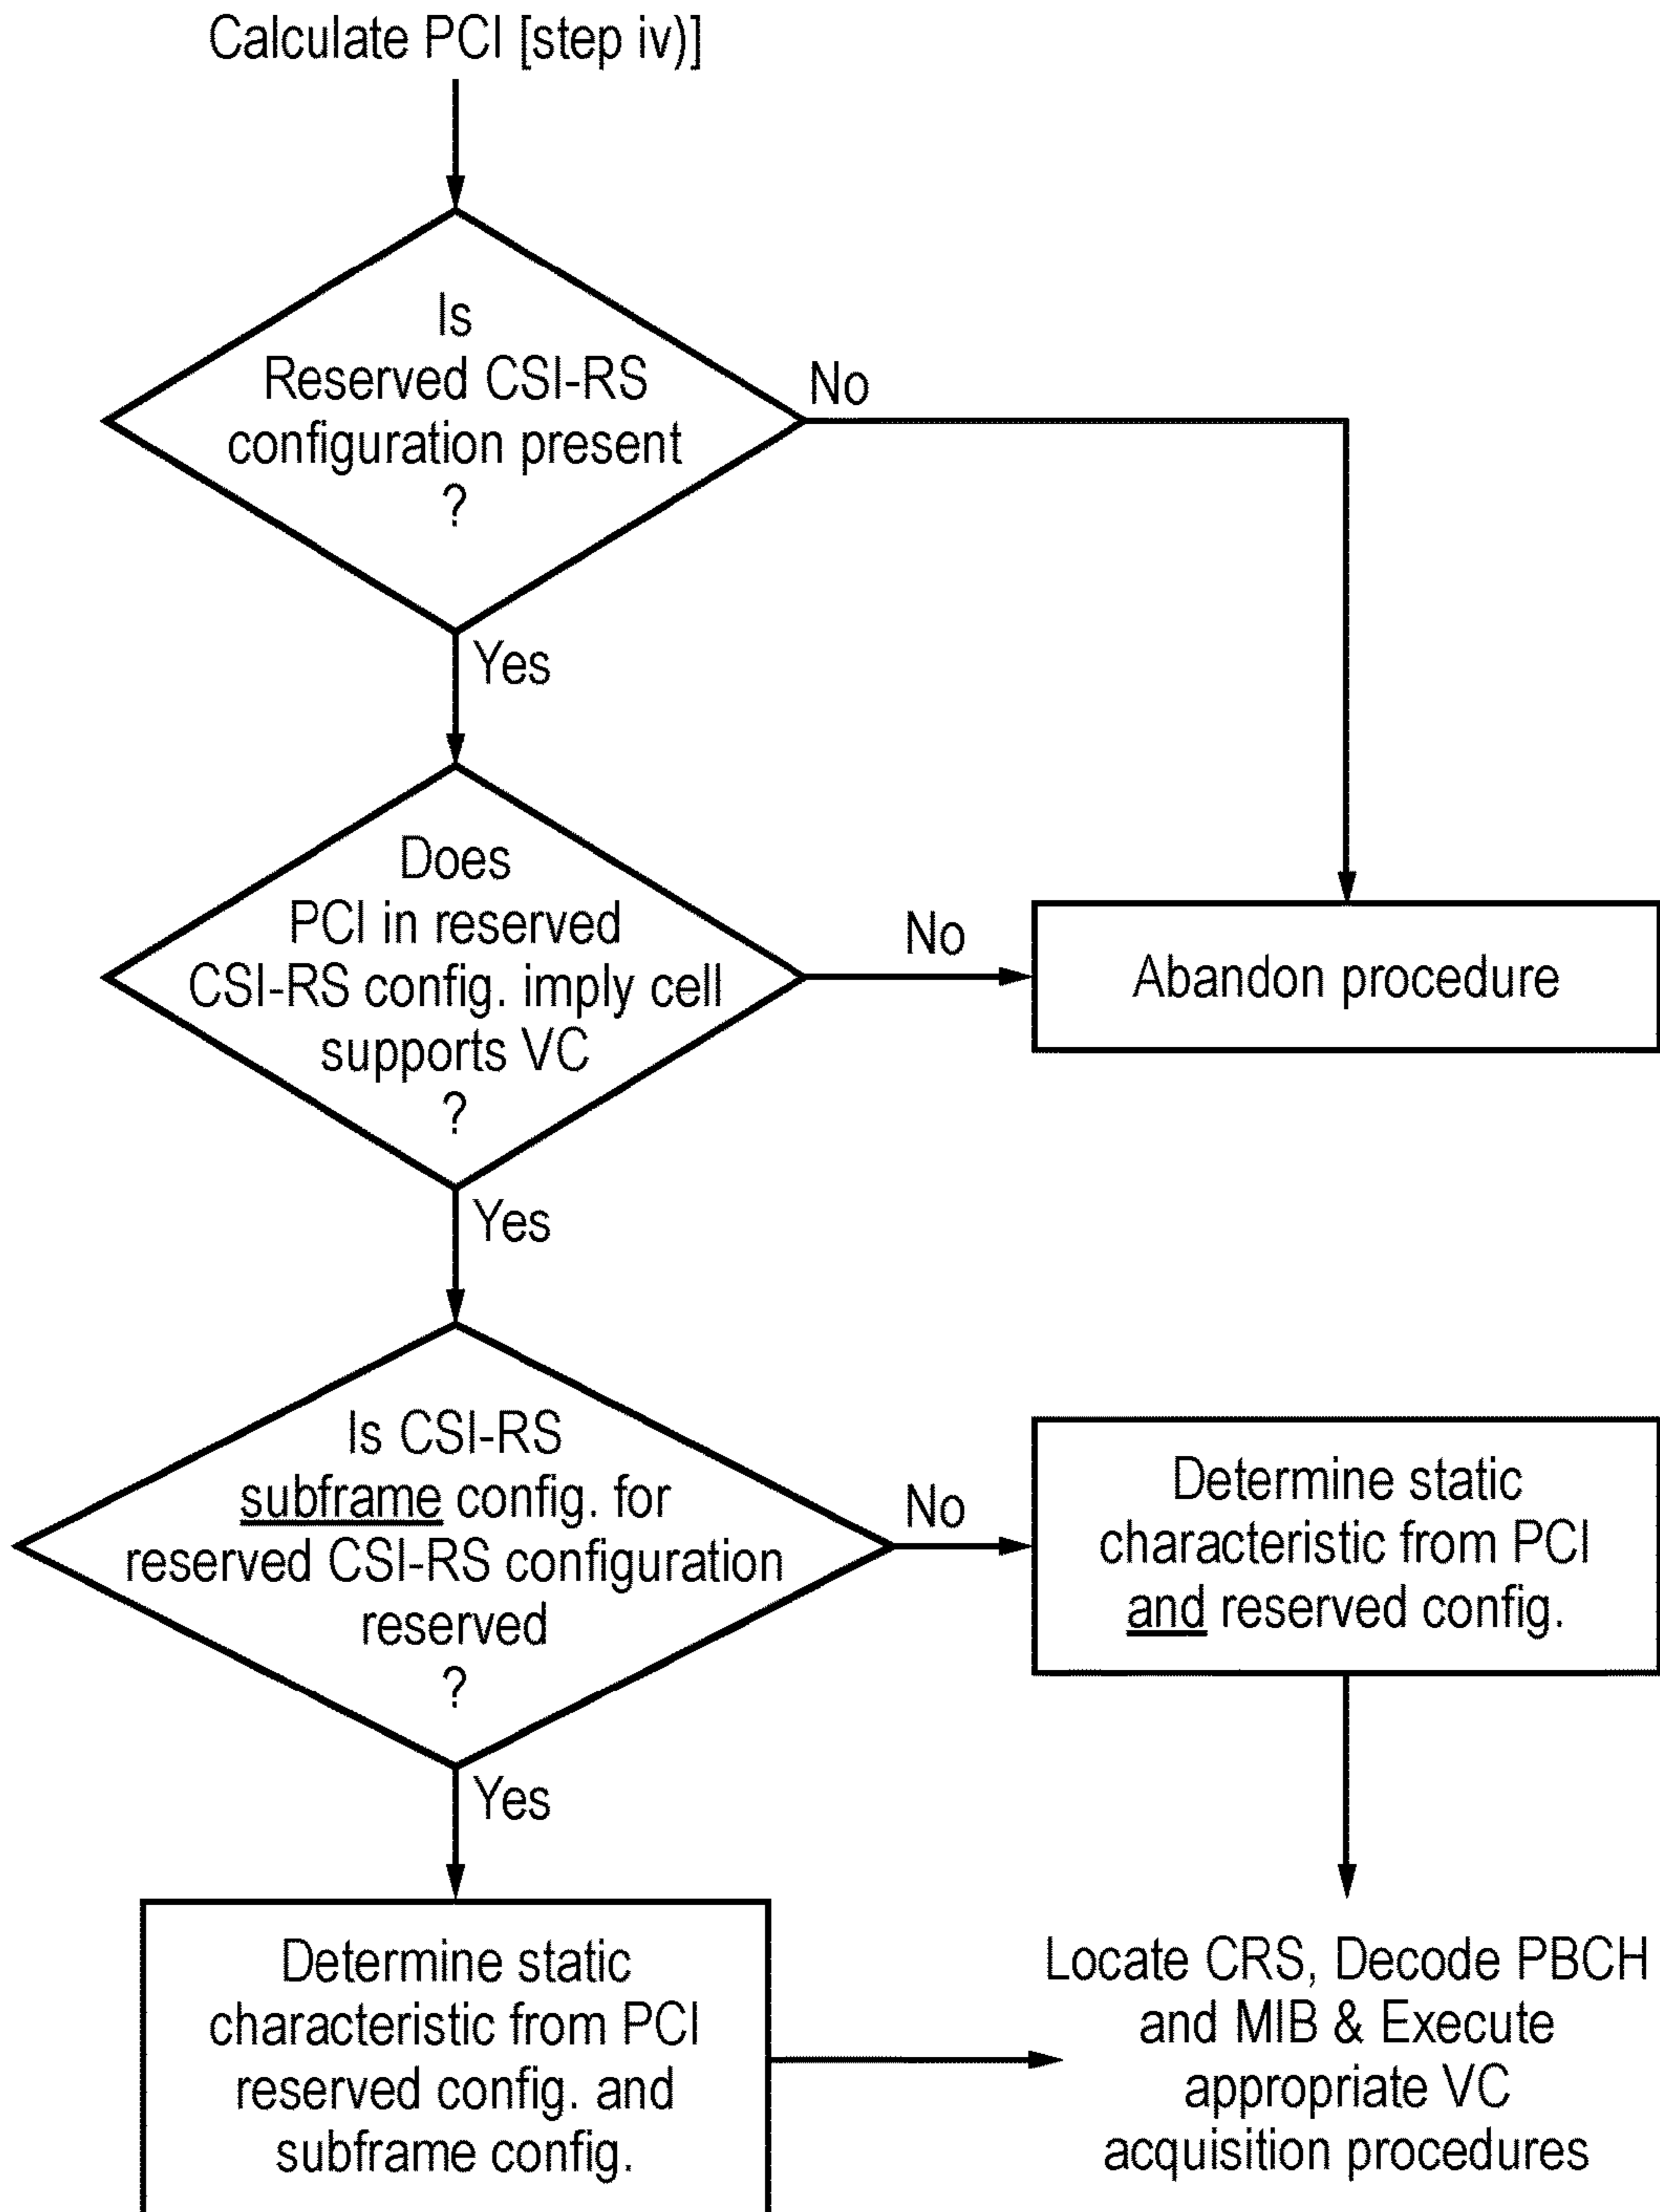 Calculate PCI [step iv)]
Is
Reserved CSI-RS
configuration present
?
No
Yes
Does
PCI in reserved
CSI-RS config. imply cell
supports VC
?
No
Abandon procedure
Yes
Is CSI-RS
subframe config. for
reserved CSI-RS configuration
reserved
?
No
Determine static
characteristic from PCI
and reserved config.
Yes
Determine static
characteristic from PCI
reserved config. and
subframe config.
Locate CRS, Decode PBCH
and MIB & Execute
appropriate VC
acquisition procedures